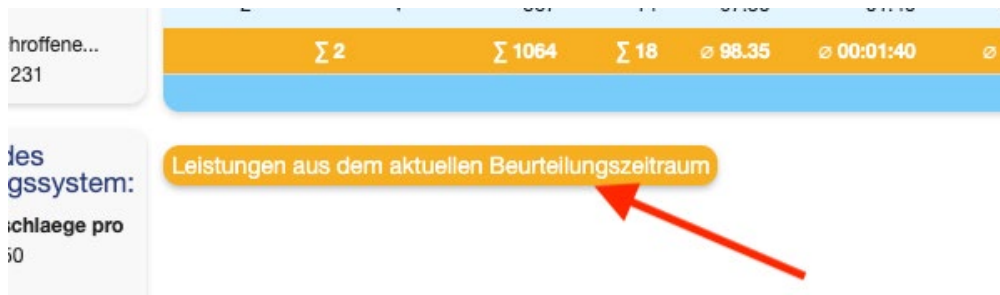 hroffene...
231
∑ 2 ∑ 1064 ∑ 18 ⌀ 98.35 ⌀ 00:01:40 ⌀
des
gssystem:
schlaege pro
50
Leistungen aus dem aktuellen Beurteilungszeitraum